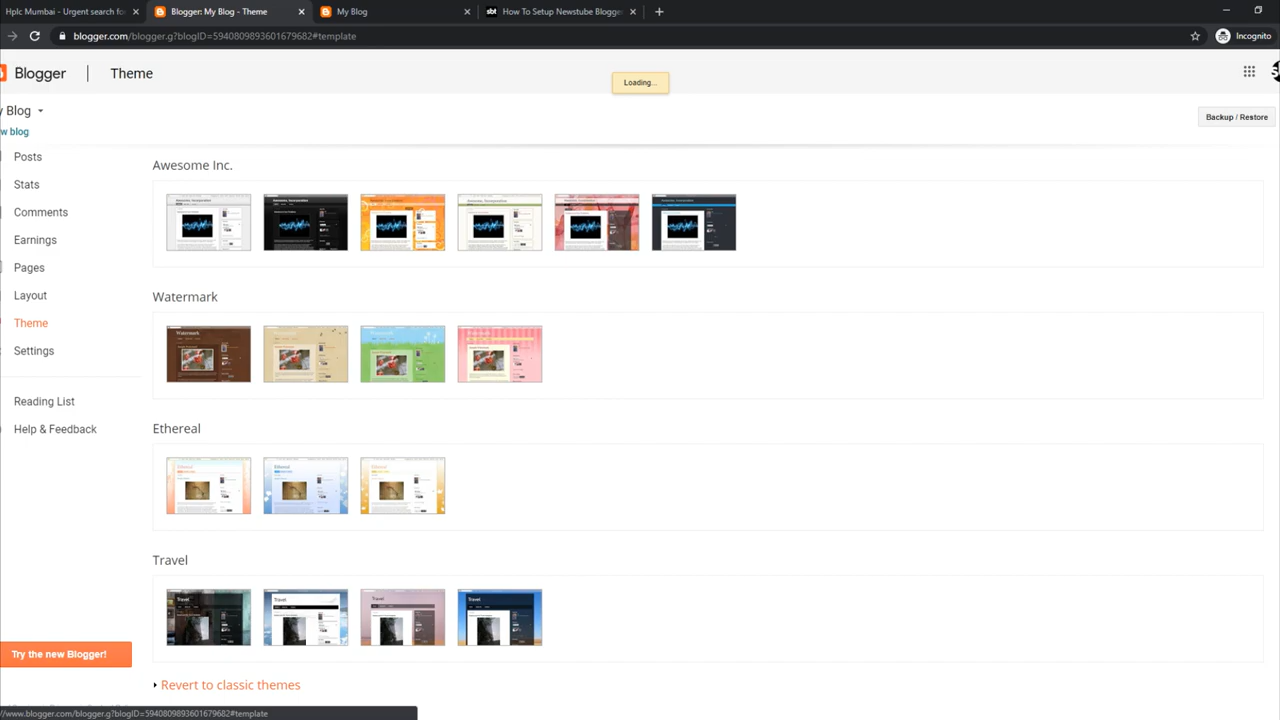 Hplc Mumbai - Urgent search fo
Blogger: My Blog - Theme
My Blog
How To Setup Newstube Blogger
blogger.com/blogger.g?blogID=5940809893601679682#template
Incognito
Blogger
Theme
Loading...
y Blog
w blog
Backup / Restore
Posts
Stats
Comments
Earnings
Pages
Layout
Theme
Settings
Reading List
Help & Feedback
Try the new Blogger!
Awesome Inc.
Watermark
Ethereal
Travel
Revert to classic themes
//www.blogger.com/blogger.g?blogID=5940809893601679682#template